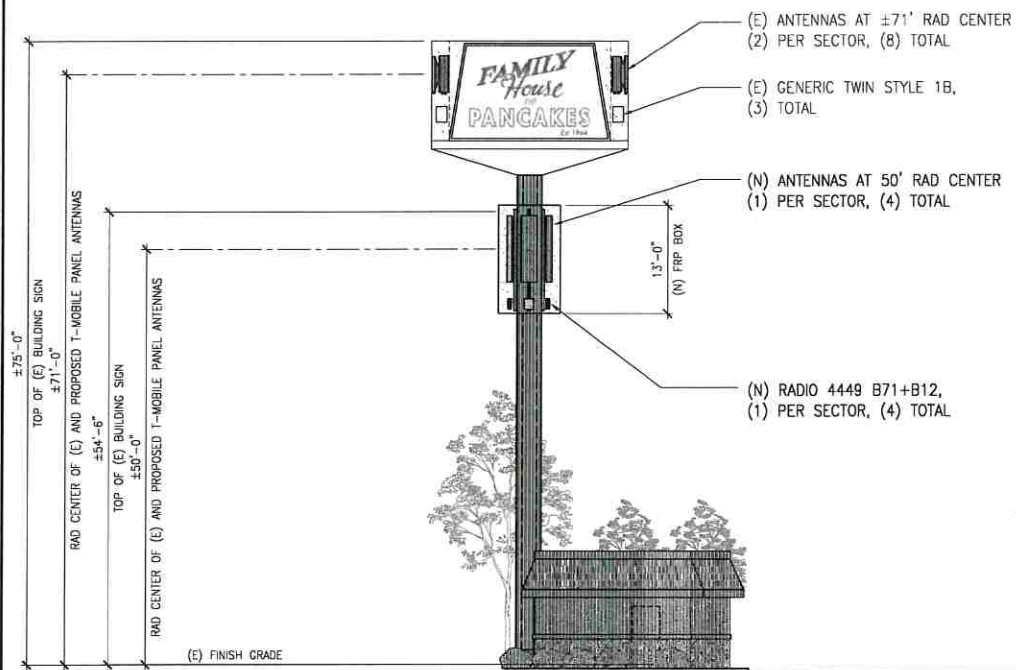 (E) ANTENNAS AT ±71' RAD CENTER
(2) PER SECTOR, (8) TOTAL
FAMILY
House
OF
PANCAKES
Est 1964
(E) GENERIC TWIN STYLE 1B,
(3) TOTAL
(N) ANTENNAS AT 50' RAD CENTER
(1) PER SECTOR, (4) TOTAL
13'-0"
(N) FRP BOX
(N) RADIO 4449 B71+B12,
(1) PER SECTOR, (4) TOTAL
±75'-0"
TOP OF (E) BUILDING SIGN
±71'-0"
RAD CENTER OF (E) AND PROPOSED T-MOBILE PANEL ANTENNAS
±54'-6"
TOP OF (E) BUILDING SIGN
±50'-0"
RAD CENTER OF (E) AND PROPOSED T-MOBILE PANEL ANTENNAS
(E) FINISH GRADE